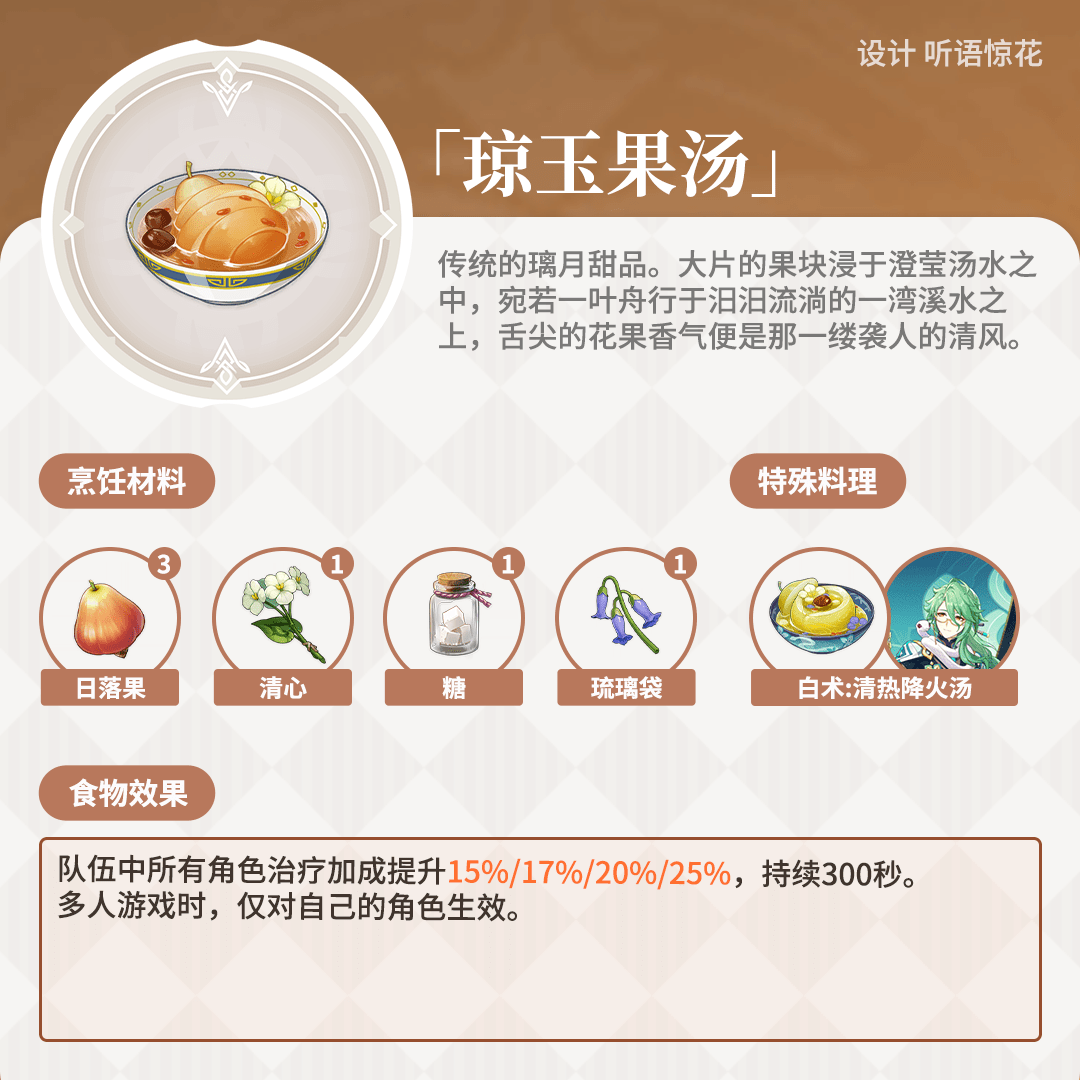 设计 听语惊花
「琼玉果汤」
传统的璃月甜品。大片的果块浸于澄莹汤水之
中，宛若一叶舟行于汩汩流淌的一湾溪水之
上，舌尖的花果香气便是那一缕袭人的清风。
烹饪材料
特殊料理
3
1
1
1
日落果
清心
糖
琉璃袋
白术:清热降火汤
食物效果
队伍中所有角色治疗加成提升15%/17%/20%/25%，持续300秒。
多人游戏时，仅对自己的角色生效。